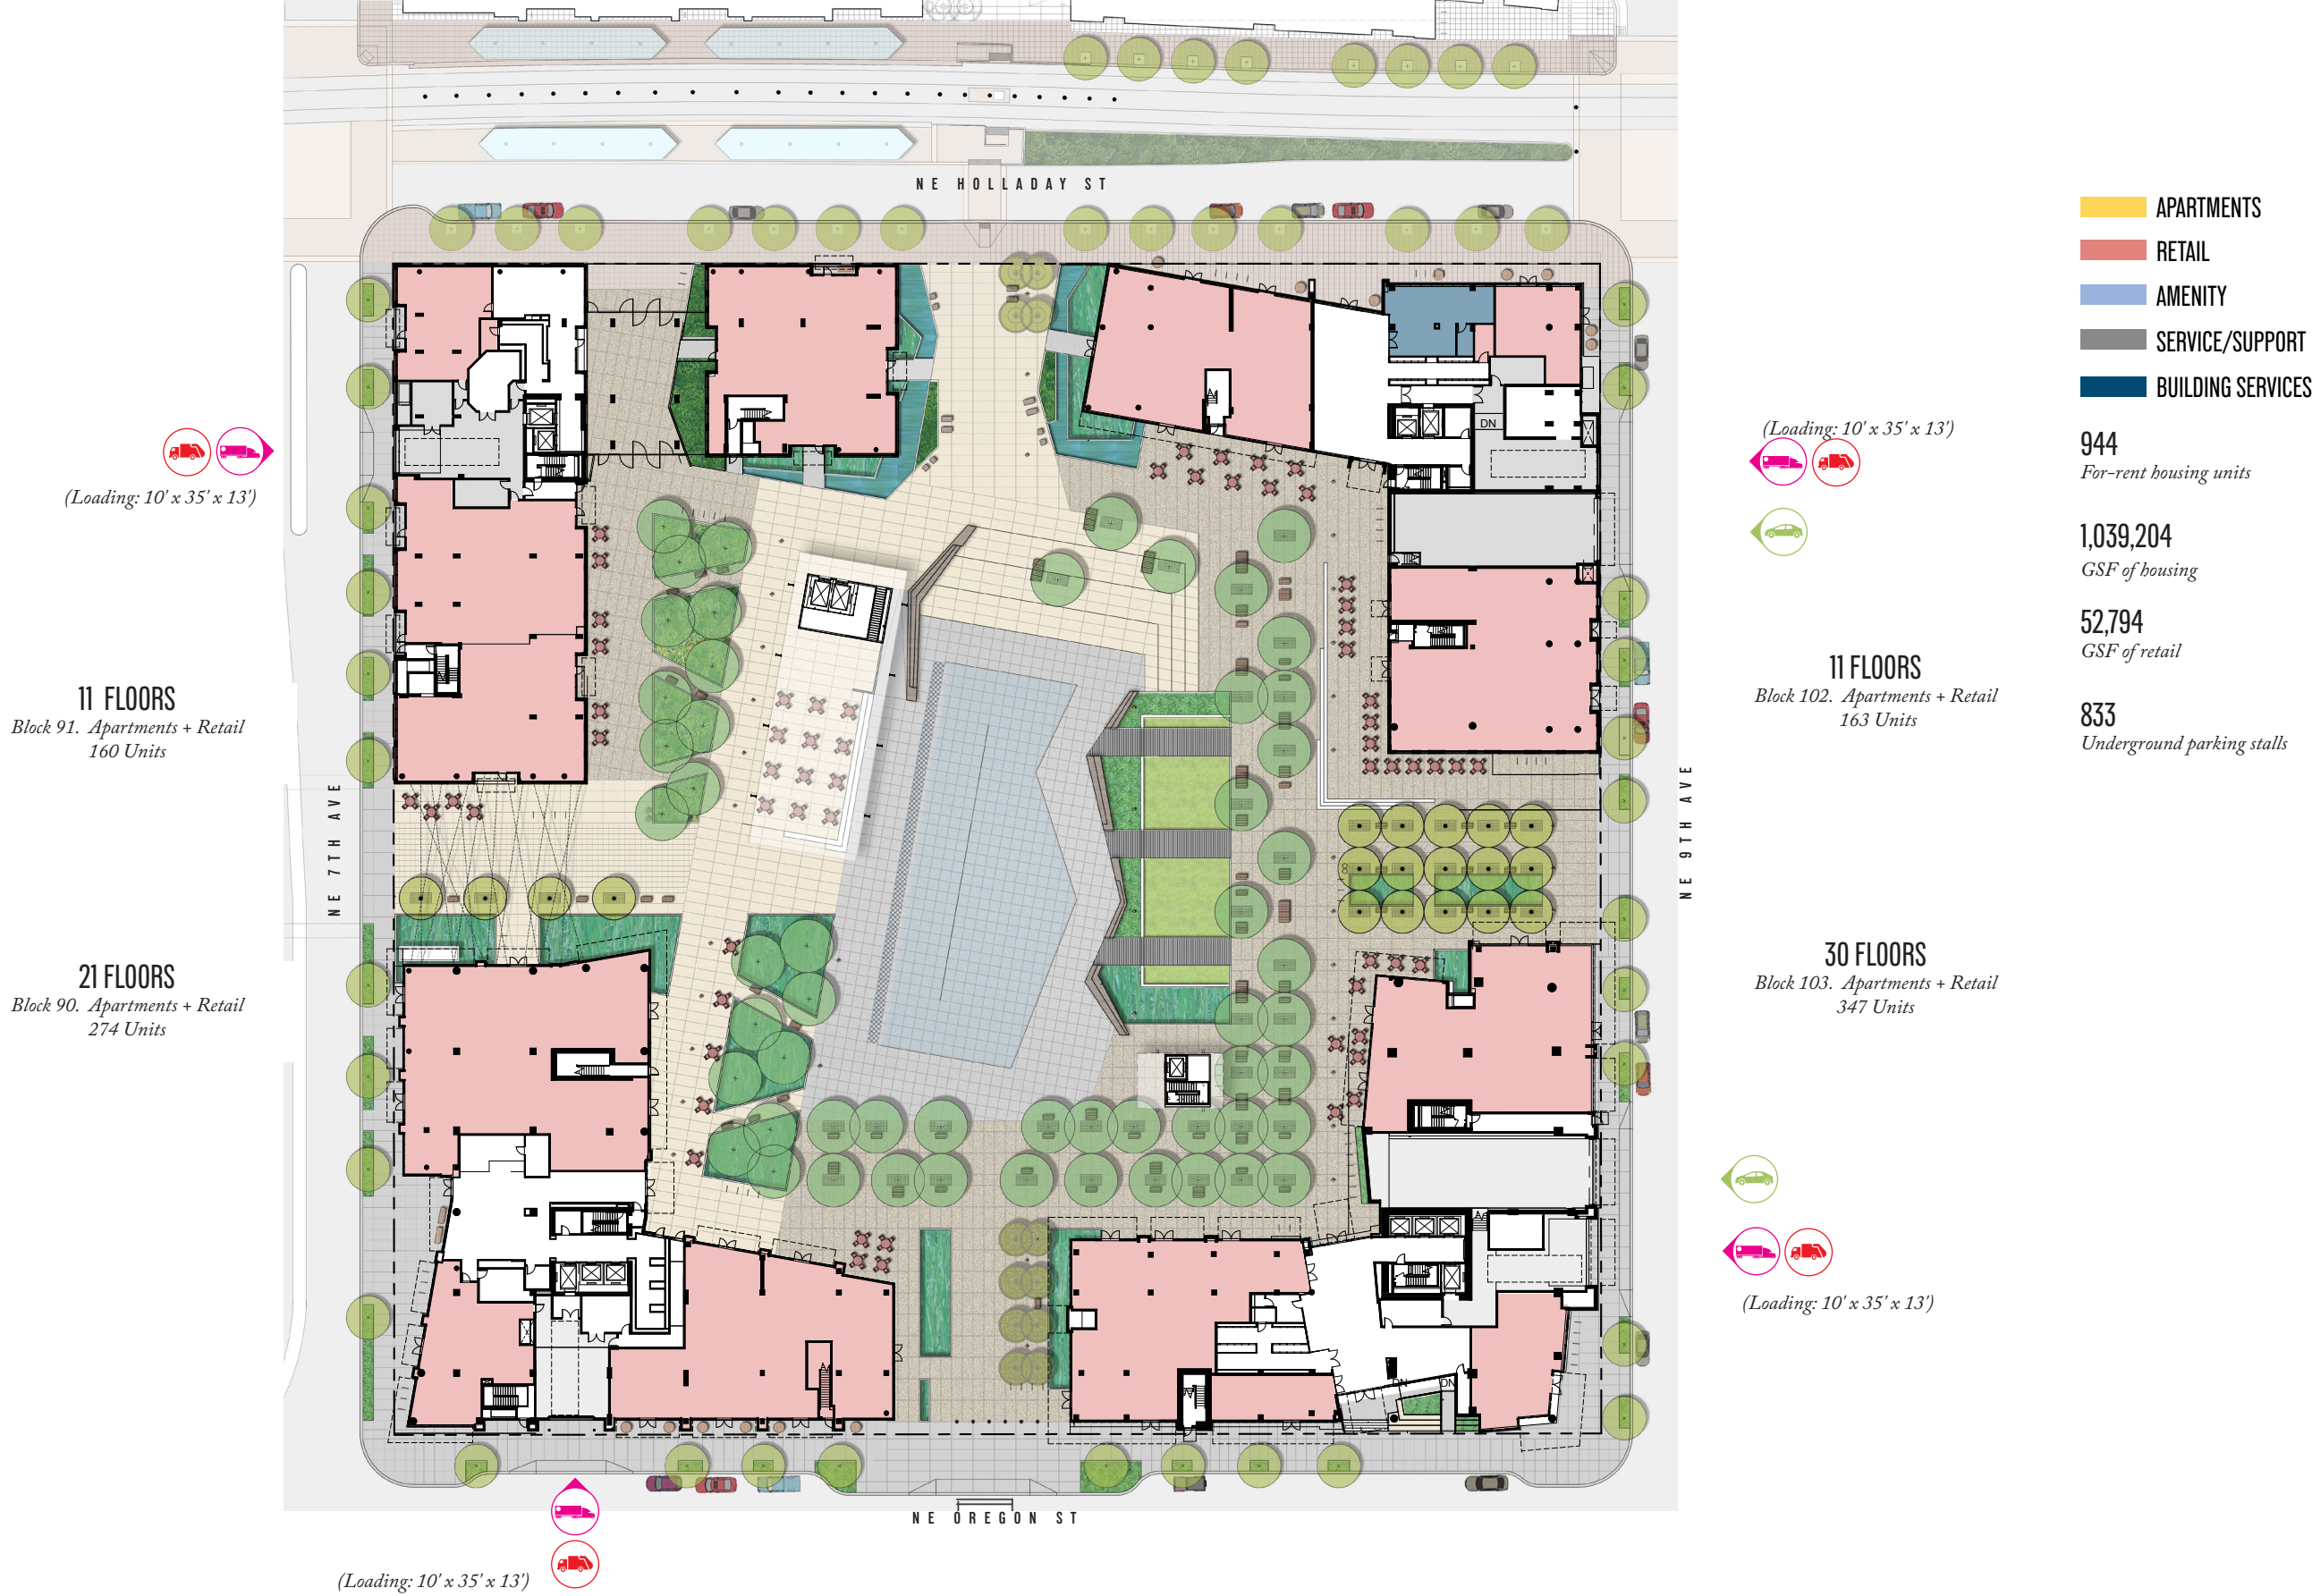 NE HOLLADAY ST
APARTMENTS
RETAIL
AMENITY
SERVICE/SUPPORT
BUILDING SERVICES
944
For-rent housing units
1,039,204
GSF of housing
52,794
GSF of retail
833
Underground parking stalls
(Loading: 10' x 35' x 13')
(Loading: 10' x 35' x 13')
DN
11 FLOORS
Block 91. Apartments + Retail
160 Units
11 FLOORS
Block 102. Apartments + Retail
163 Units
NE 7TH AVE
NE 9TH AVE
21 FLOORS
Block 90. Apartments + Retail
274 Units
30 FLOORS
Block 103. Apartments + Retail
347 Units
(Loading: 10' x 35' x 13')
DN
DN
NE OREGON ST
(Loading: 10' x 35' x 13')